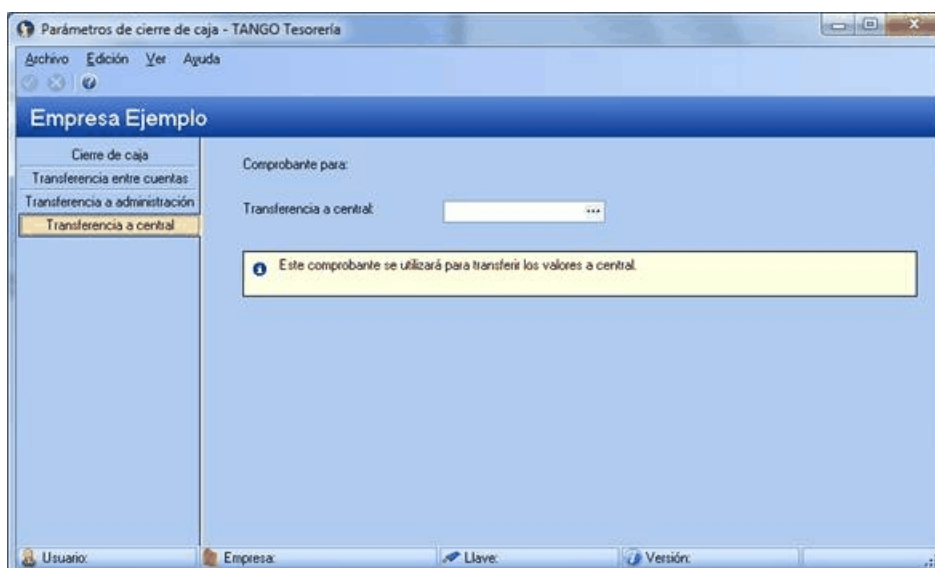 Parámetros de cierre de caja - TANGO Tesorería
Archivo Edición Ver Ayuda
Empresa Ejemplo
Cierre de caja
Transferencia entre cuentas
Transferencia a administración
Transferencia a central
Comprobante para:
Transferencia a central:
...
Este comprobante se utilizará para transferir los valores a central.
Usuario: Empresa: Llave: Versión: